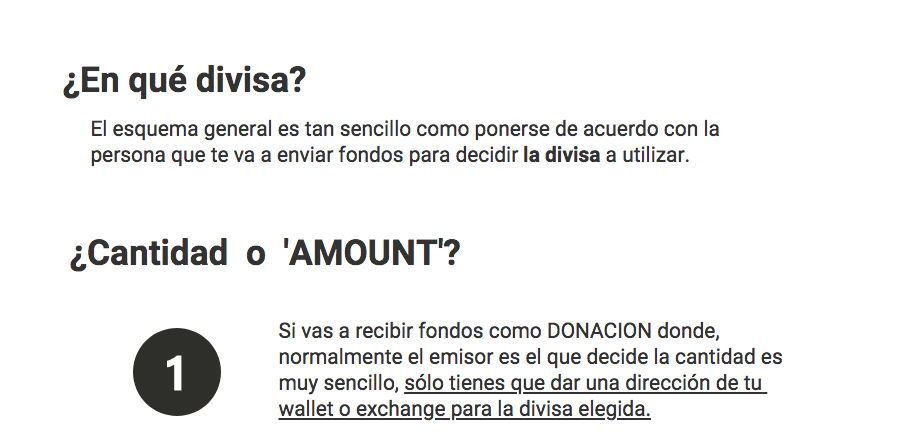 ¿En qué divisa?
El esquema general es tan sencillo como ponerse de acuerdo con la
persona que te va a enviar fondos para decidir la divisa a utilizar.
¿Cantidad o 'AMOUNT'?
1
Si vas a recibir fondos como DONACION donde,
normalmente el emisor es el que decide la cantidad es
muy sencillo, sólo tienes que dar una dirección de tu
wallet o exchange para la divisa elegida.